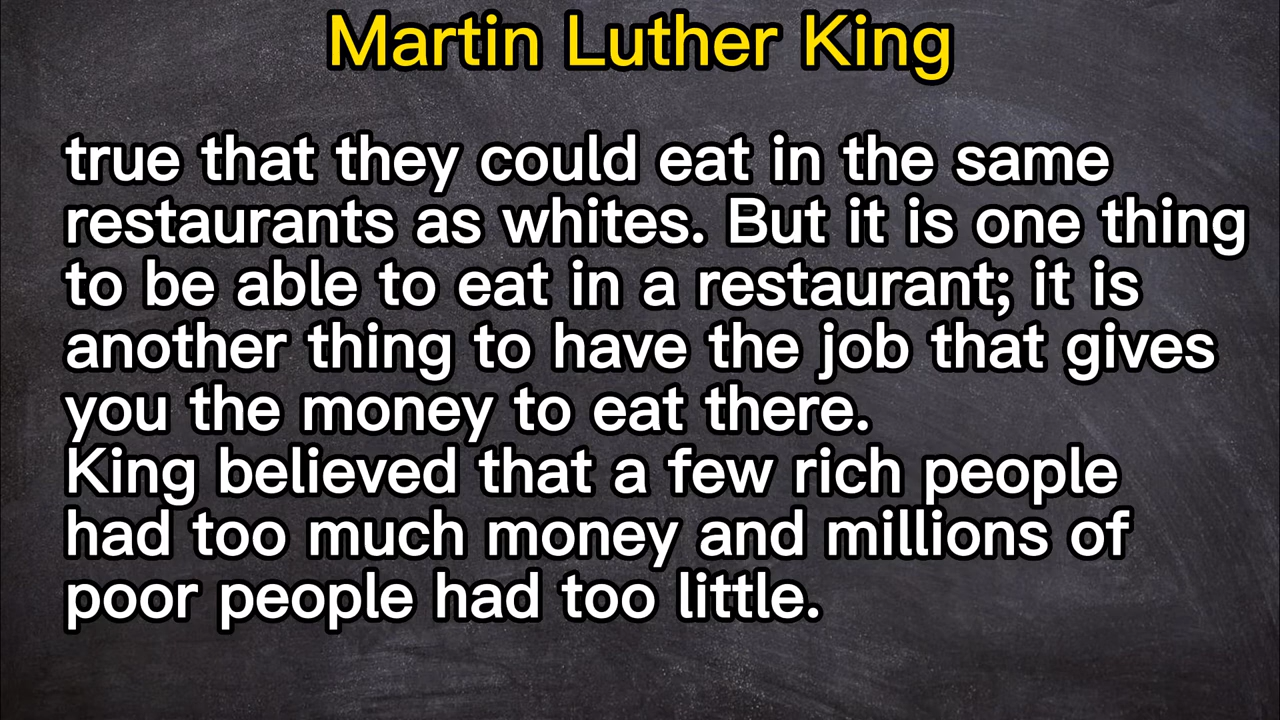 Martin Luther King
true that they could eat in the same
restaurants as whites. But it is one thing
to be able to eat in a restaurant; it is
another thing to have the job that gives
you the money to eat there.
King believed that a few rich people
had too much money and millions of
poor people had too little.